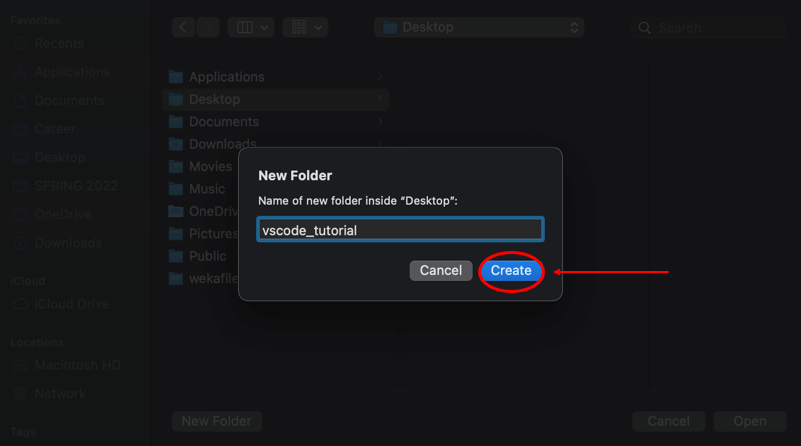 Favorites
Recents
Applications
Documents
Career
Desktop
SPRING 2022
OneDrive
Downloads
iCloud
iCloud Drive
Locations
Macintosh HD
Network
Tags
Desktop
Search
Applications
Desktop
Documents
Downloads
Movies
Music
OneDriv
Pictures
Public
wekafile
New Folder
Name of new folder inside “Desktop”:
vscode_tutorial
Cancel
Create
New Folder
Cancel
Open